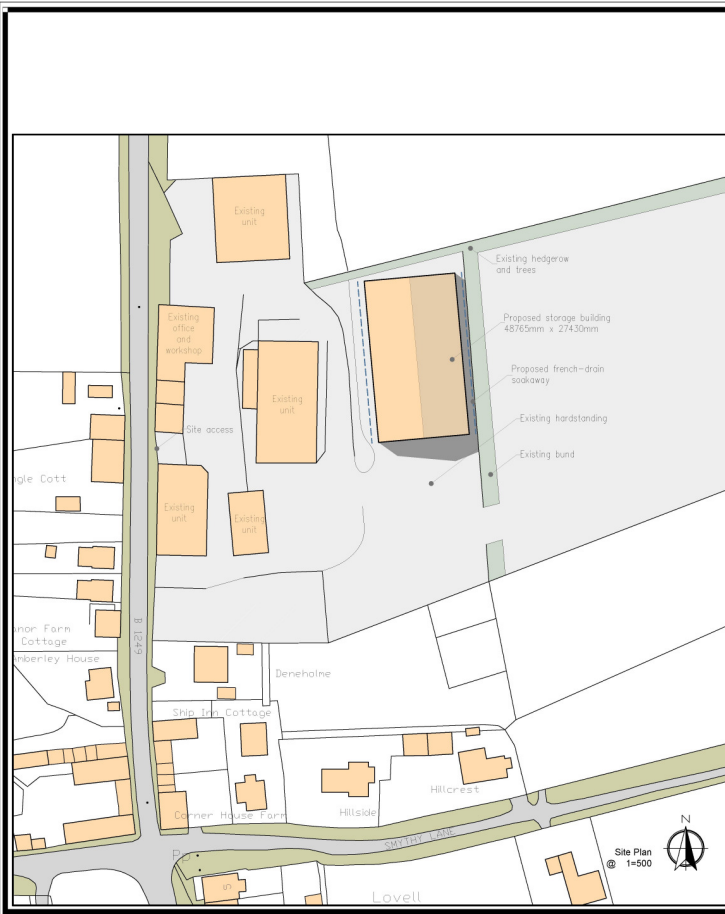 Existing
unit
Existing hedgerow
and trees
Existing
office
and
workshop
Proposed storage building
48765mm x 27430mm
Proposed french-drain
soakaway
Existing
unit
Existing hardstanding
Site access
Existing bund
ngle Cott
Existing
unit
Existing
unit
B 1249
anor Farm
Cottage
Amberley House
Deneholme
Ship Inn Cottage
Hillcrest
Corner House Farm
Hillside
SMYTHY LANE
N
Site Plan
@ 1=500
Pp
S
Lovell